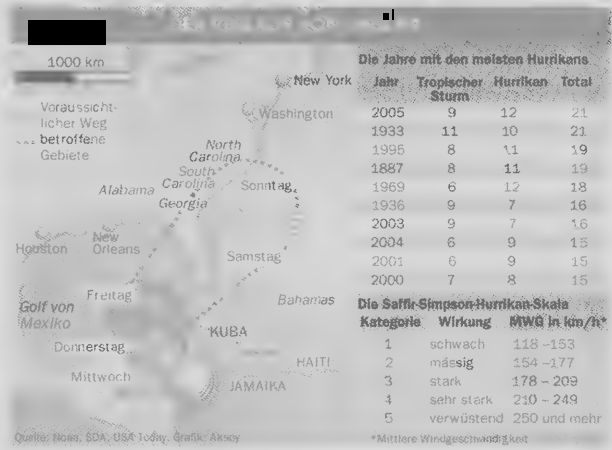 1000 km
Voraussicht-
licher Weg
betroffene
Gebiete
New York
Washington
North
Carolina
South
Carolina
Sonntag
Alabama
Georgia
Houston
New
Orleans
Samstag
Freitag
Bahamas
Golf von
Mexiko
KUBA
Donnerstag
HAITI
Mittwoch
JAMAIKA
Quelle: Noaa, SDA, USA Today. Grafik: Aksoy
Die Jahre mit den meisten Hurrikans
Jahr Tropischer Hurrikan Total
Sturm
2005 9 12 21
1933 11 10 21
1995 8 11 19
1887 8 11 19
1969 6 12 18
1936 9 7 16
2003 9 7 16
2004 6 9 15
2001 6 9 15
2000 7 8 15
Die Saffir-Simpson-Hurrikan-Skala
Kategorie Wirkung MWG in km/h*
1 schwach 118 –153
2 mässig 154 –177
3 stark 178 – 209
4 sehr stark 210 – 249
5 verwüstend 250 und mehr
*Mittlere Windgeschwindigkeit